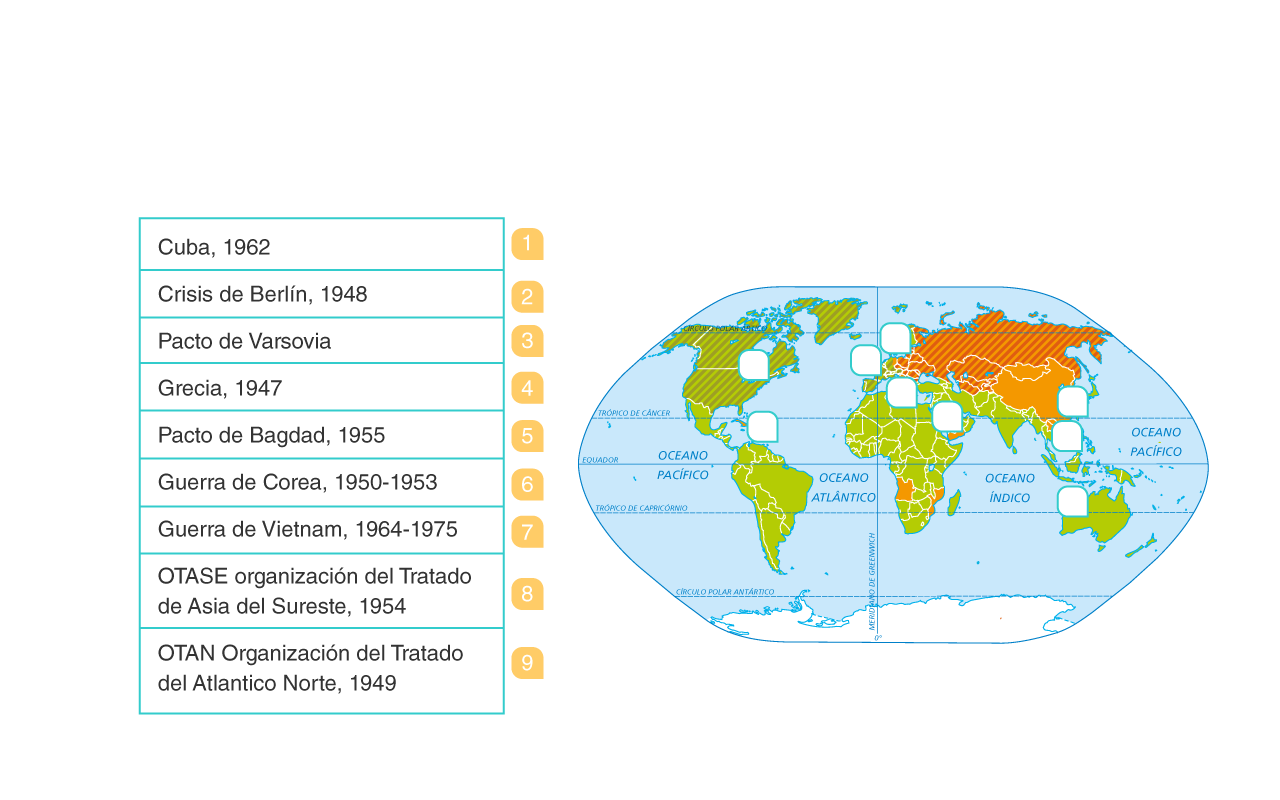 Cuba, 1962
1
Crisis de Berlín, 1948
2
Pacto de Varsovia
3
Grecia, 1947
4
Pacto de Bagdad, 1955
5
Guerra de Corea, 1950-1953
6
Guerra de Vietnam, 1964-1975
7
OTASE organización del Tratado
de Asia del Sureste, 1954
8
OTAN Organización del Tratado
del Atlantico Norte, 1949
9
CÍRCULO POLAR ÁRTICO
TRÓPICO DE CÂNCER
OCEANO
PACÍFICO
EQUADOR
OCEANO
PACÍFICO
OCEANO
ATLÂNTICO
OCEANO
ÍNDICO
TRÓPICO DE CAPRICÓRNIO
MERIDIANO DE GREENWICH
CÍRCULO POLAR ANTÁRTICO
0°